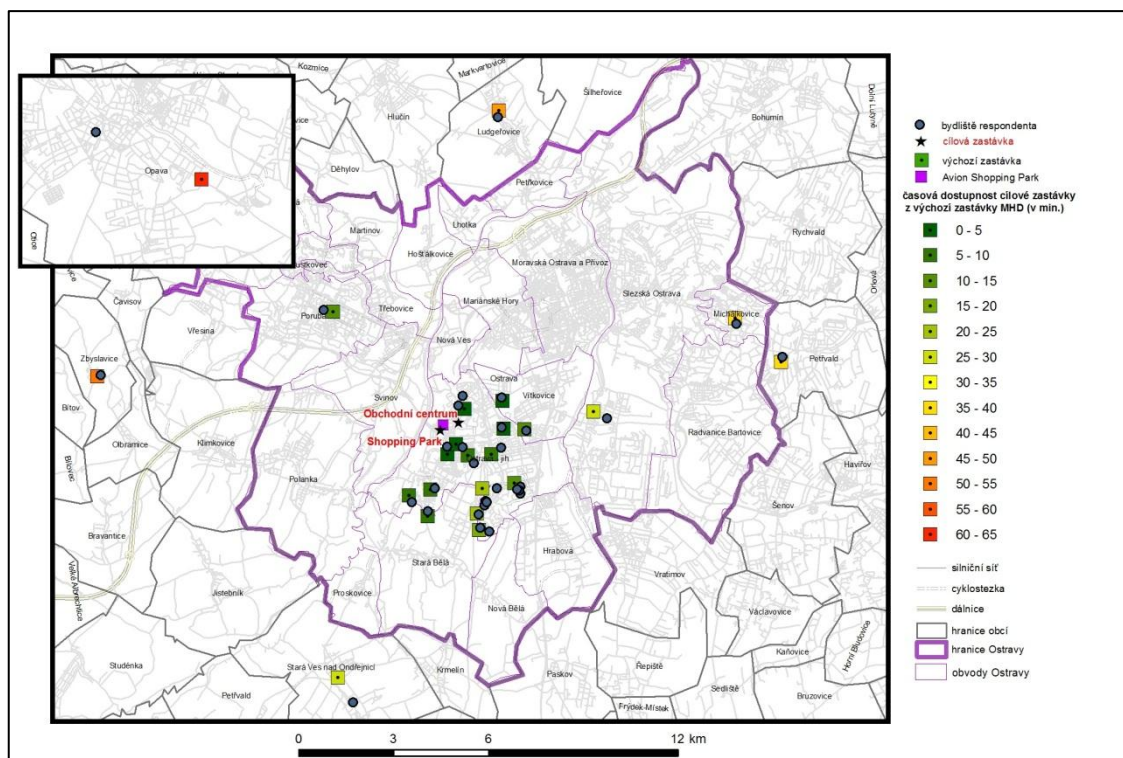 Kozmice
Markvartovice
Šilheřovice
Dolní Lutyně
Hlučín
Ludgeřovice
Bohumín
Děhylov
Petřkovice
Opava
Chce
Martinov
Lhotka
Hošťálkovice
Rychvald
Moravská Ostrava a Přívoz
Čavisov
Poruba
Třebovice
Mariánské Hory
Slezská Ostrava
Michálkovice
Vřesina
Nová Ves
Petřvald
Zbyslavice
Ostrava
Svinov
Vítkovice
Bítov
Obchodní centrum
Olbramice
Klimkovice
Shopping Park
Radvanice Bartovice
Bílovec
Havířov
Polanka
Šenov
Bravantice
Stará Bělá
Hrabová
Vratimov
Velké Albrechtice
Jistebník
Proskovice
Nová Bělá
Václavovice
Horní Bludovice
Kaňovice
Studénka
Stará Ves nad Ondřejnicí
Krmelín
Paskov
Řepiště
Sedliště
Petřvald
Frýdek-Místek
Bruzovice
bydliště respondenta
cílová zastávka
výchozí zastávka
Avion Shopping Park
časová dostupnost cílové zastávky
z výchozí zastávky MHD (v min.)
0 - 5
5 - 10
10 - 15
15 - 20
20 - 25
25 - 30
30 - 35
35 - 40
40 - 45
45 - 50
50 - 55
55 - 60
60 - 65
silniční síť
cyklostezka
dálnice
hranice obcí
hranice Ostravy
obvody Ostravy
0 3 6 12 km